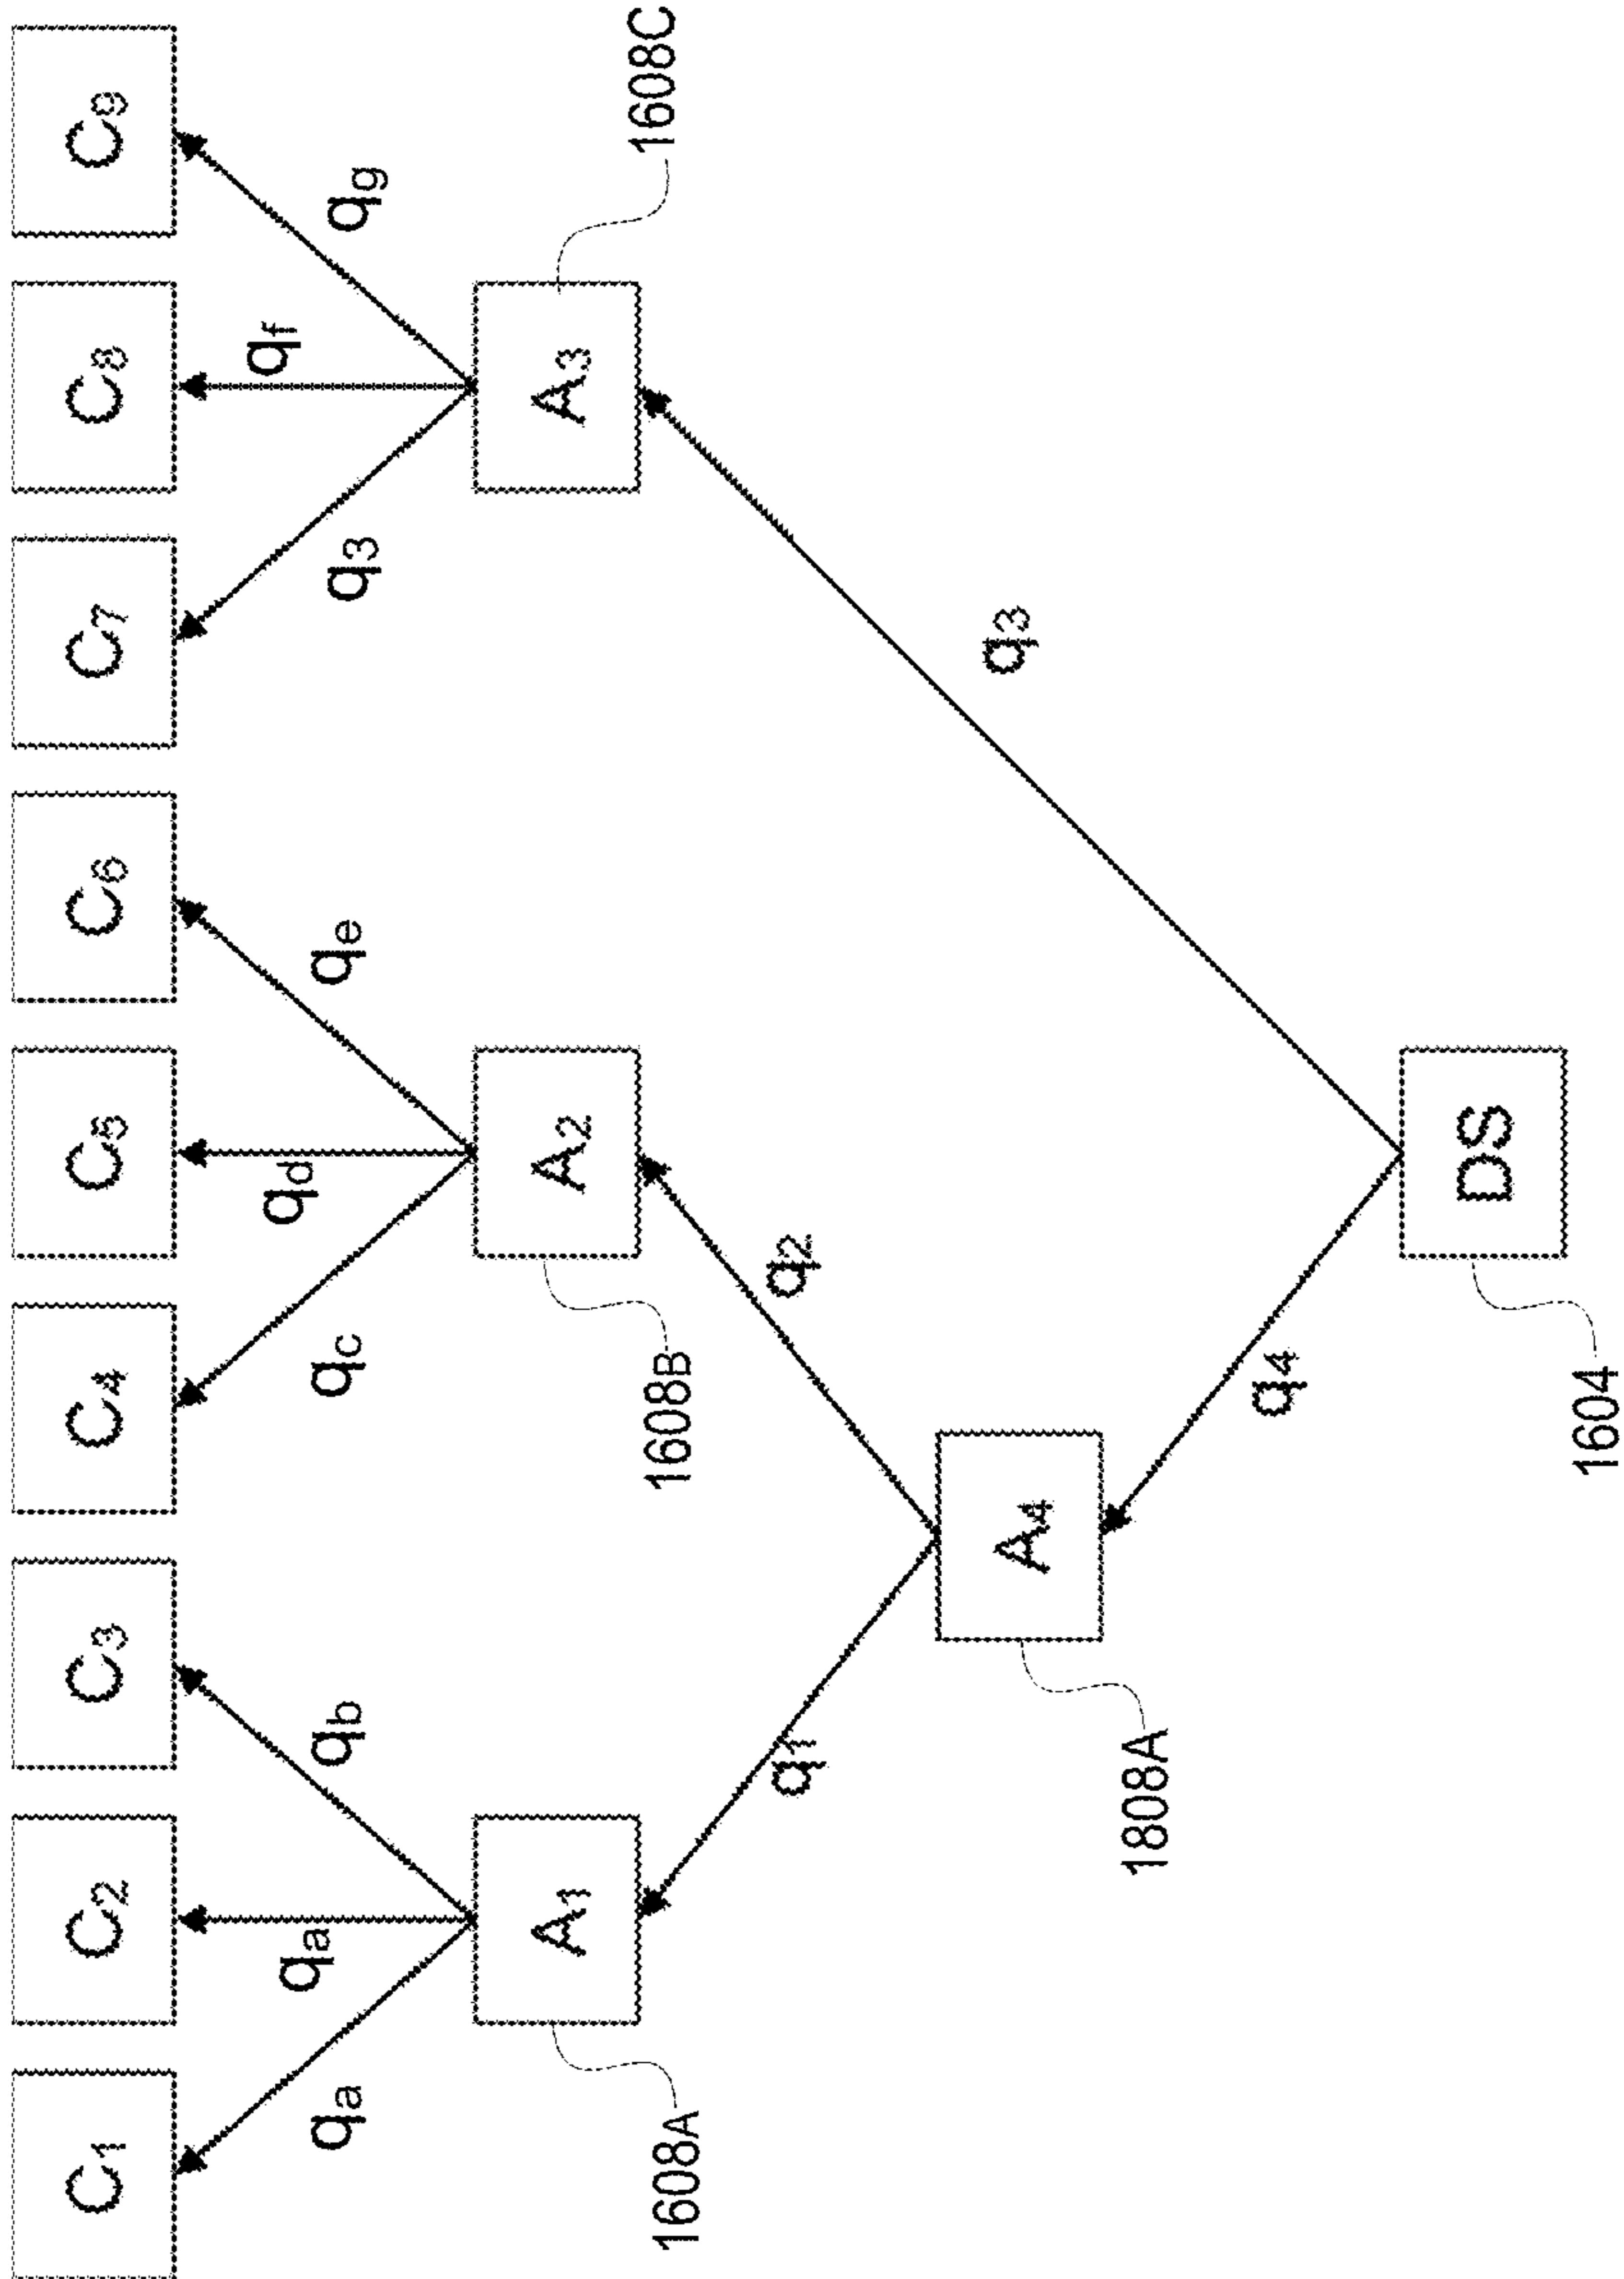 C1 C2 C3 C4 C5 C6 C7 C8 C9
qa qa qb qc qd qe q3 qf qg
A1 A2 A3
1608A 1608B 1608C
q1 q2 q3
A4
1808A
q4
DS
1604